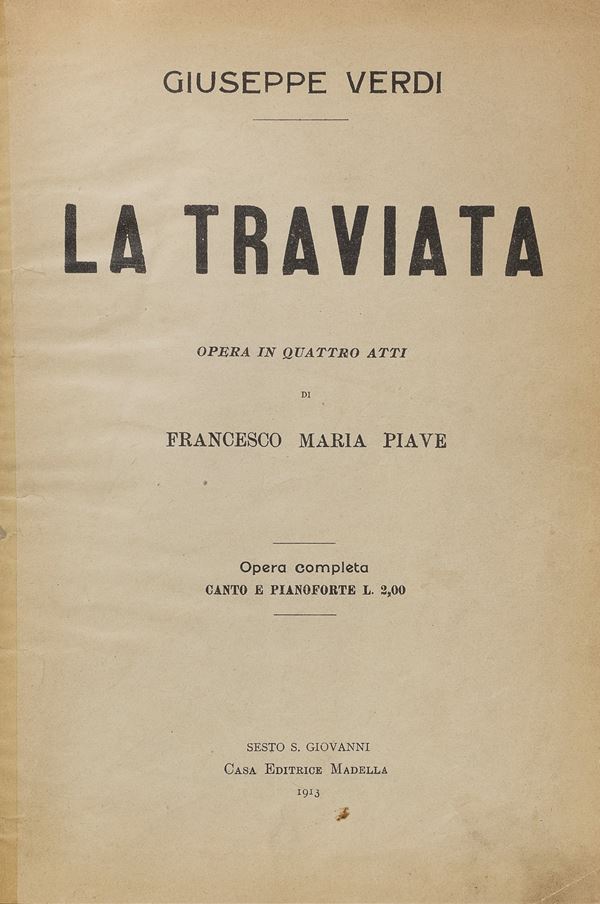 GIUSEPPE VERDI
LA TRAVIATA
OPERA IN QUATTRO ATTI
DI
FRANCESCO MARIA PIAVE
Opera completa
CANTO E PIANOFORTE L. 2,00
SESTO S. GIOVANNI
CASA EDITRICE MADELLA
1913